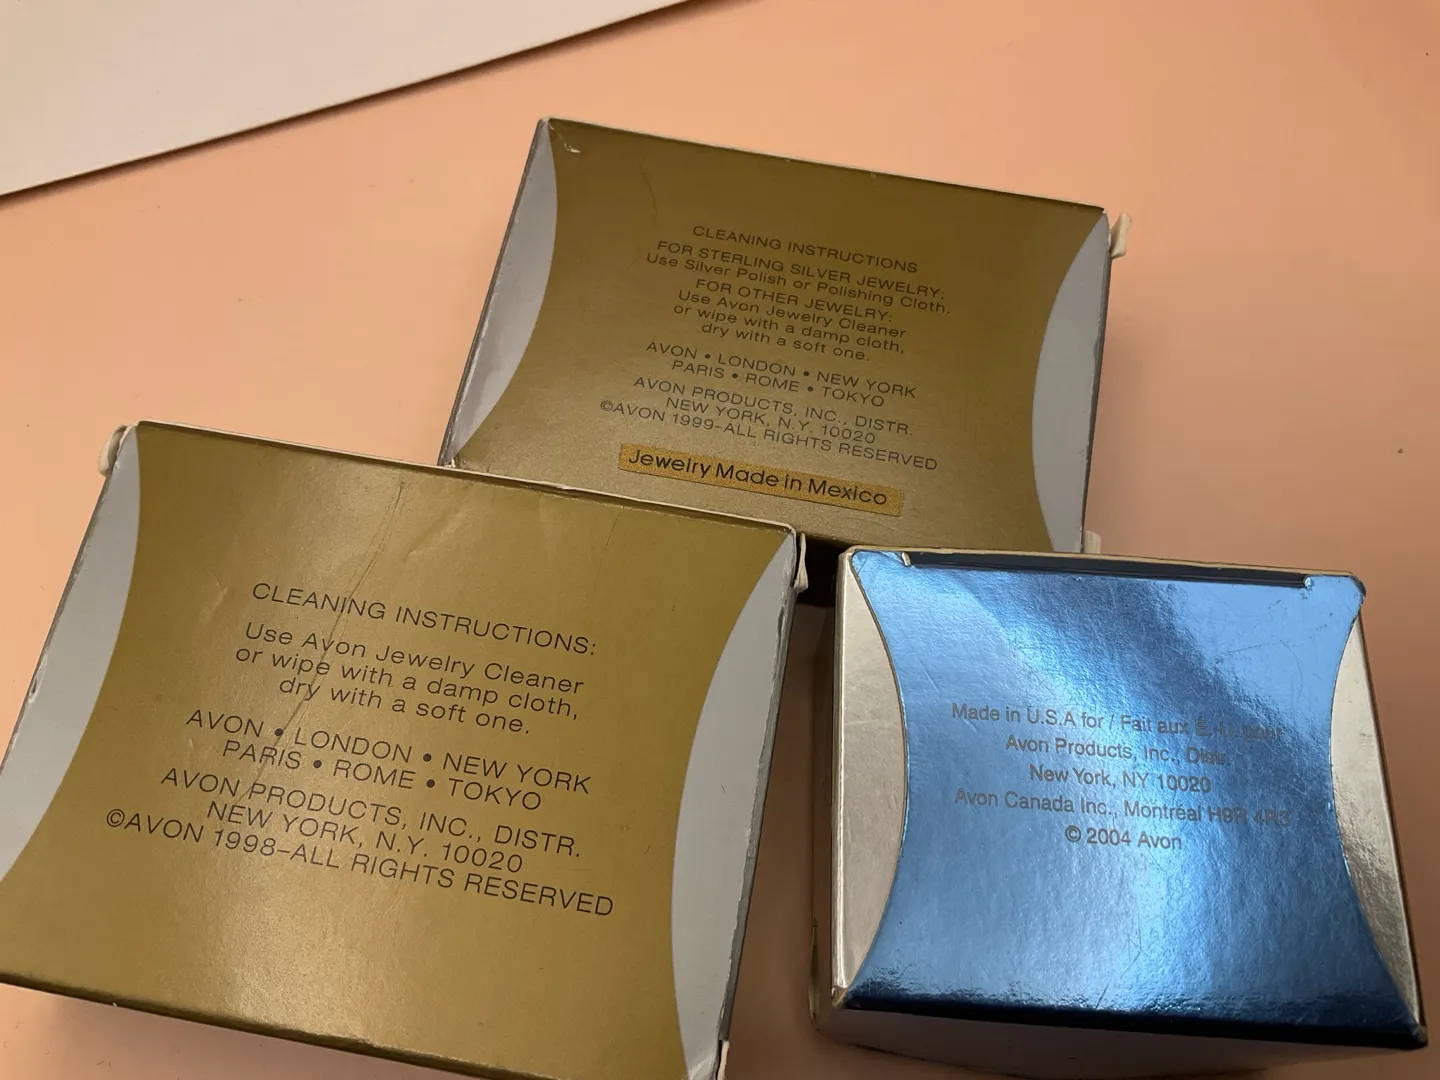 CLEANING INSTRUCTIONS
FOR STERLING SILVER JEWELRY:
Use Silver Polish or Polishing Cloth.
FOR OTHER JEWELRY:
Use Avon Jewelry Cleaner
or wipe with a damp cloth,
dry with a soft one.
AVON • LONDON • NEW YORK
PARIS • ROME • TOKYO
AVON PRODUCTS, INC., DISTR.
NEW YORK, N.Y. 10020
©AVON 1999–ALL RIGHTS RESERVED
Jewelry Made in Mexico
CLEANING INSTRUCTIONS:
Use Avon Jewelry Cleaner
or wipe with a damp cloth,
dry with a soft one.
AVON • LONDON • NEW YORK
PARIS • ROME • TOKYO
AVON PRODUCTS, INC., DISTR.
NEW YORK, N.Y. 10020
©AVON 1998–ALL RIGHTS RESERVED
Made in U.S.A for / Fait aux É.-U. pour
Avon Products, Inc., Distr.
New York, NY 10020
Avon Canada Inc., Montréal H9R 4R3
© 2004 Avon